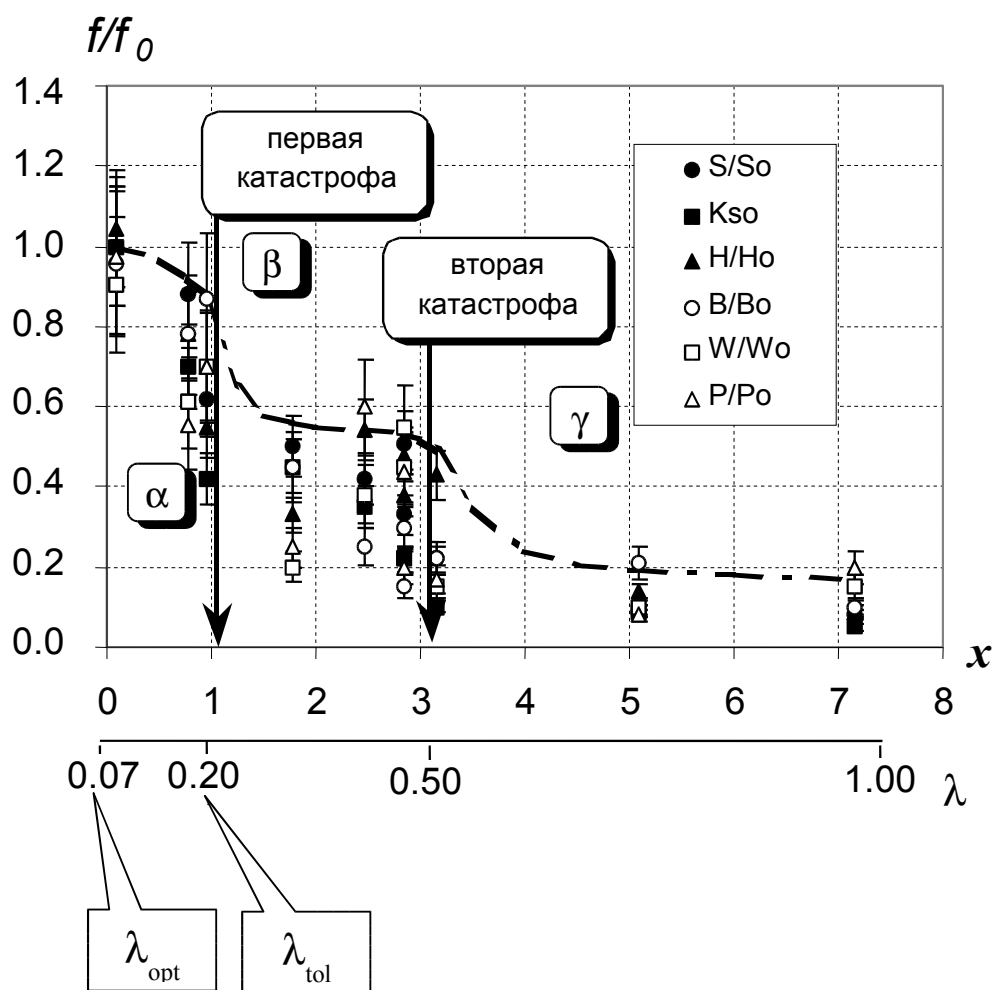 f/f₀
1.4
1.2
1.0
0.8
0.6
0.4
0.2
0.0
первая
катастрофа
β
вторая
катастрофа
α
γ
S/So
Kso
H/Ho
B/Bo
W/Wo
P/Po
x
0 1 2 3 4 5 6 7 8
0.07 0.20 0.50 1.00 λ
λopt
λtol